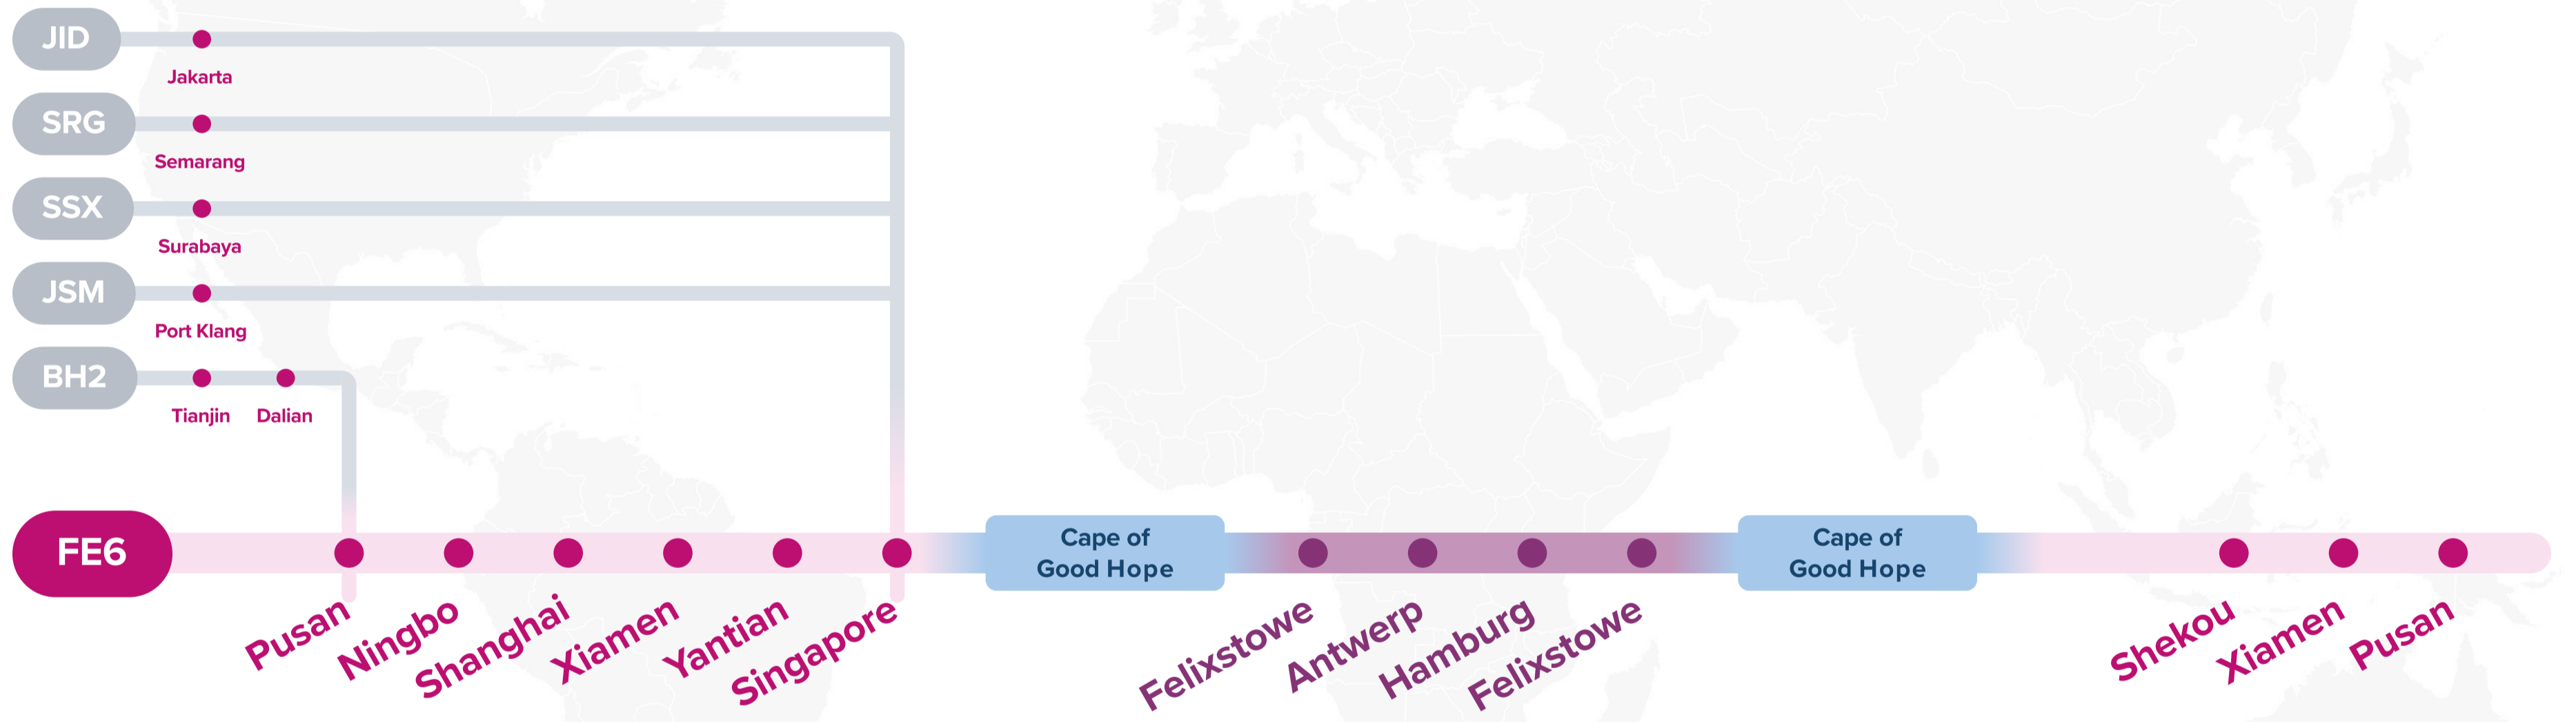 JID
Jakarta
SRG
Semarang
SSX
Surabaya
JSM
Port Klang
BH2
Tianjin Dalian
FE6
Pusan
Ningbo
Shanghai
Xiamen
Yantian
Singapore
Cape of
Good Hope
Felixstowe
Antwerp
Hamburg
Felixstowe
Cape of
Good Hope
Shekou
Xiamen
Pusan